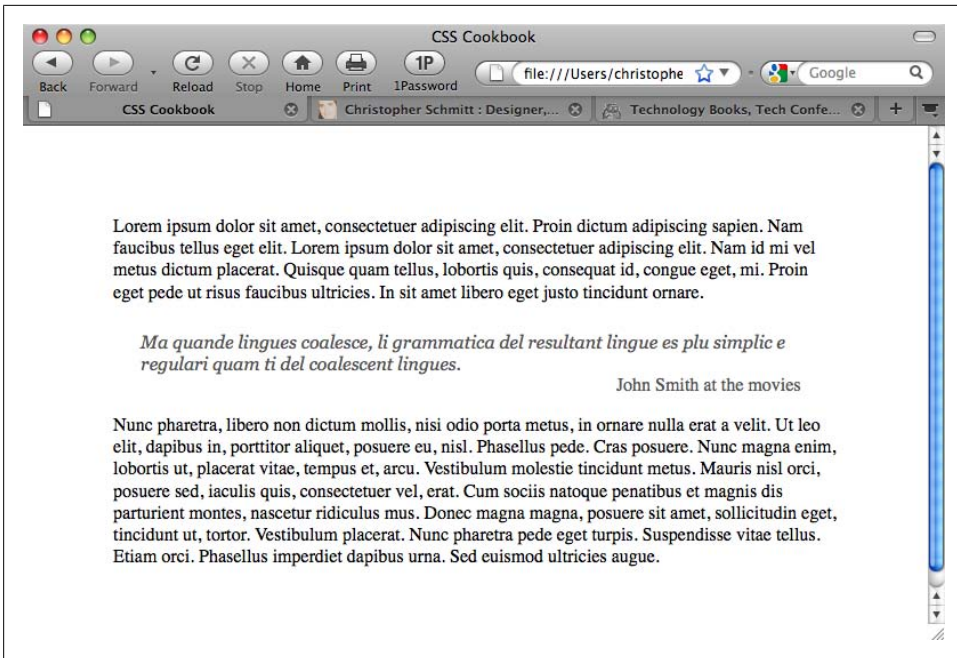 CSS Cookbook
Back Forward Reload Stop Home Print 1Password
1P
file:///Users/christophe
Google
CSS Cookbook
Christopher Schmitt : Designer,...
Technology Books, Tech Confe...
Lorem ipsum dolor sit amet, consectetuer adipiscing elit. Proin dictum adipiscing sapien. Nam
faucibus tellus eget elit. Lorem ipsum dolor sit amet, consectetuer adipiscing elit. Nam id mi vel
metus dictum placerat. Quisque quam tellus, lobortis quis, consequat id, congue eget, mi. Proin
eget pede ut risus faucibus ultricies. In sit amet libero eget justo tincidunt ornare.
Ma quande lingues coalesce, li grammatica del resultant lingue es plu simplic e
regulari quam ti del coalescent lingues.
John Smith at the movies
Nunc pharetra, libero non dictum mollis, nisi odio porta metus, in ornare nulla erat a velit. Ut leo
elit, dapibus in, porttitor aliquet, posuere eu, nisl. Phasellus pede. Cras posuere. Nunc magna enim,
lobortis ut, placerat vitae, tempus et, arcu. Vestibulum molestie tincidunt metus. Mauris nisl orci,
posuere sed, iaculis quis, consectetuer vel, erat. Cum sociis natoque penatibus et magnis dis
parturient montes, nascetur ridiculus mus. Donec magna magna, posuere sit amet, sollicitudin eget,
tincidunt ut, tortor. Vestibulum placerat. Nunc pharetra pede eget turpis. Suspendisse vitae tellus.
Etiam orci. Phasellus imperdiet dapibus urna. Sed euismod ultricies augue.